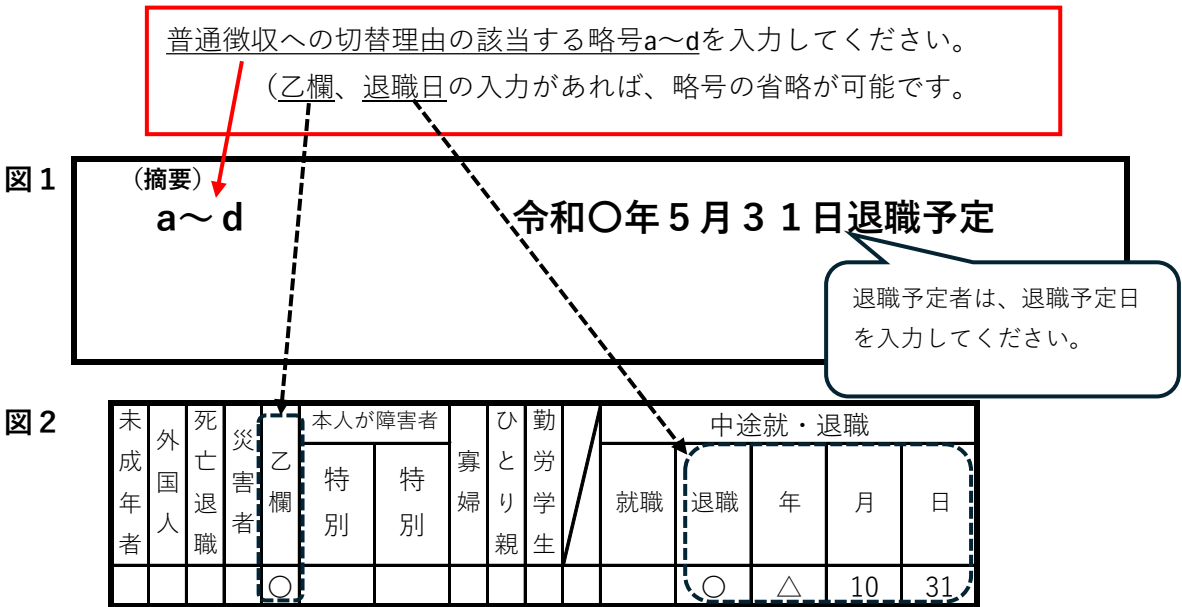 普通徴収への切替理由の該当する略号a～dを入力してください。
（乙欄、退職日の入力があれば、略号の省略が可能です。
図１
（摘要）
a～ d
令和〇年５月３１日退職予定
退職予定者は、退職予定日
を入力してください。
図２
未成年者
外国人
死亡退職
災害者
乙欄
本人が障害者
特別
特別
寡婦
ひとり親
勤労学生
中途就・退職
就職
退職
年
月
日
〇
〇
△
10
31